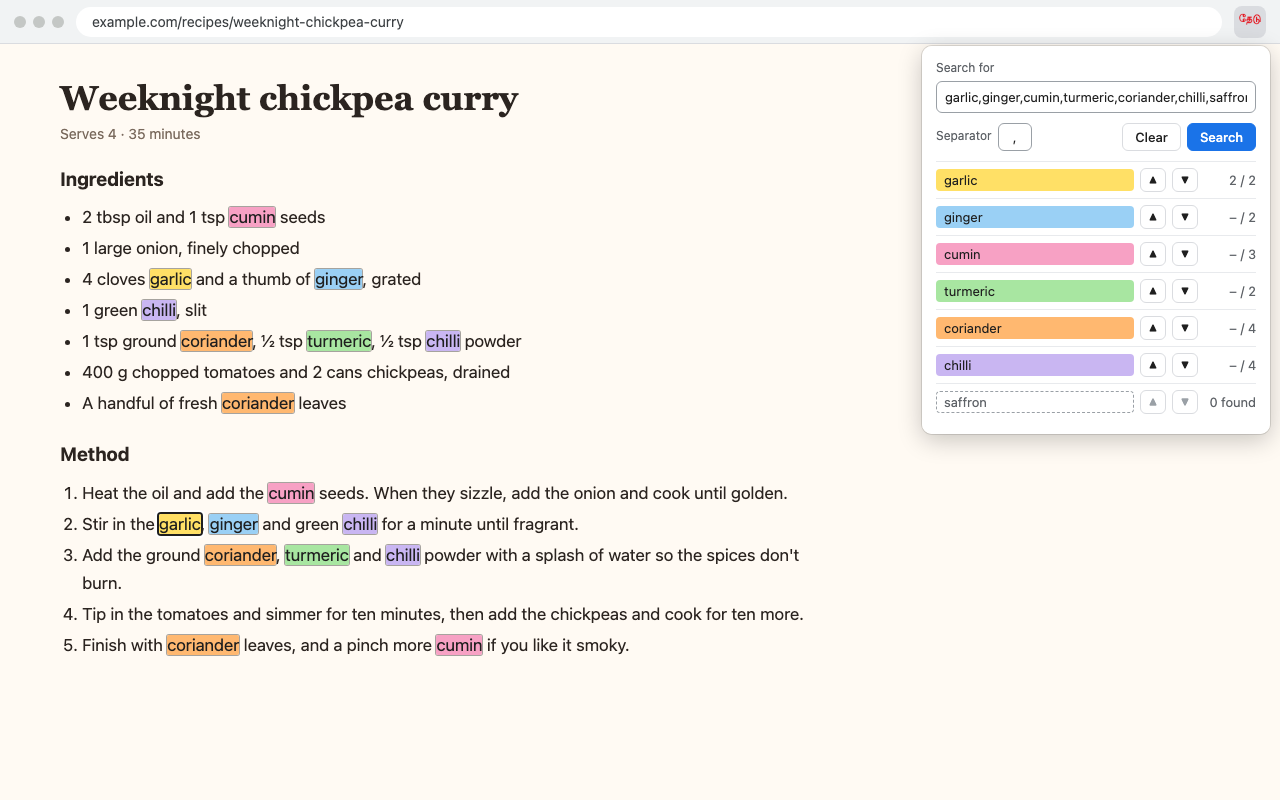 example.com/recipes/weeknight-chickpea-curry
தேடு
Weeknight chickpea curry
Serves 4 · 35 minutes
Ingredients
• 2 tbsp oil and 1 tsp cumin seeds
• 1 large onion, finely chopped
• 4 cloves garlic and a thumb of ginger, grated
• 1 green chilli, slit
• 1 tsp ground coriander, ½ tsp turmeric, ½ tsp chilli powder
• 400 g chopped tomatoes and 2 cans chickpeas, drained
• A handful of fresh coriander leaves
Method
1. Heat the oil and add the cumin seeds. When they sizzle, add the onion and cook until golden.
2. Stir in the garlic, ginger and green chilli for a minute until fragrant.
3. Add the ground coriander, turmeric and chilli powder with a splash of water so the spices don't
burn.
4. Tip in the tomatoes and simmer for ten minutes, then add the chickpeas and cook for ten more.
5. Finish with coriander leaves, and a pinch more cumin if you like it smoky.
Search for
garlic,ginger,cumin,turmeric,coriander,chilli,saffron
Separator , Clear Search
garlic ▲ ▼ 2 / 2
ginger ▲ ▼ – / 2
cumin ▲ ▼ – / 3
turmeric ▲ ▼ – / 2
coriander ▲ ▼ – / 4
chilli ▲ ▼ – / 4
saffron ▲ ▼ 0 found